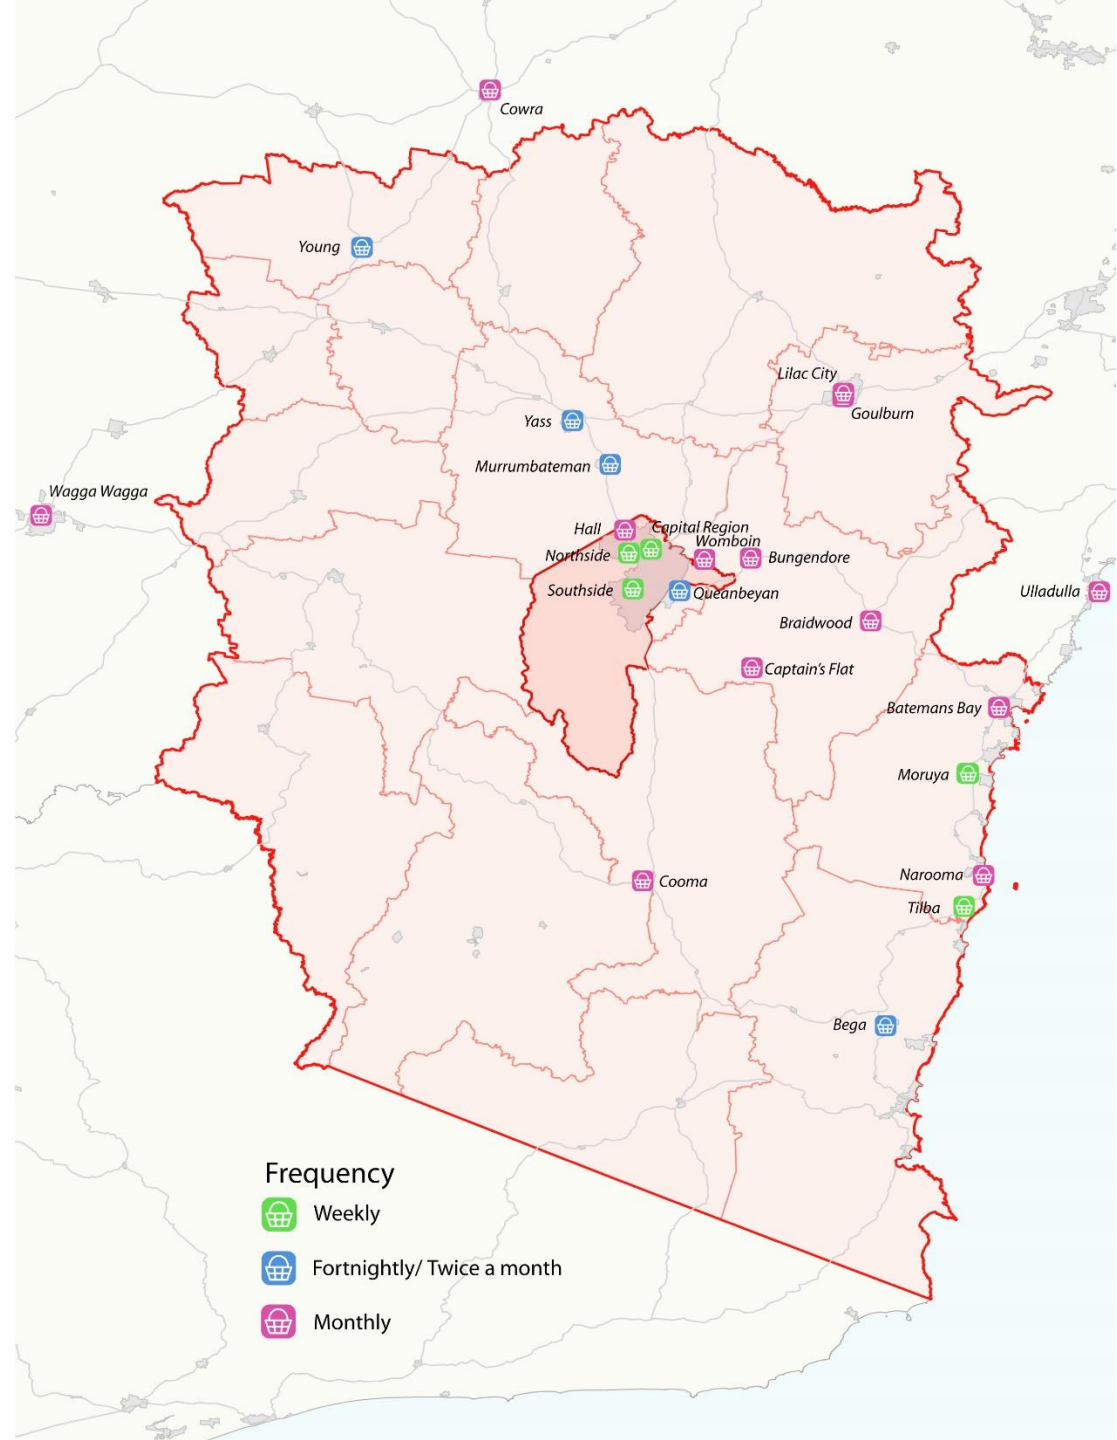 Cowra
Young
Lilac City
Goulburn
Yass
Murrumbateman
Wagga Wagga
Hall
Capital Region
Womboin
Northside
Bungendore
Southside
Queanbeyan
Ulladulla
Braidwood
Captain's Flat
Batemans Bay
Moruya
Narooma
Cooma
Tilba
Bega
Frequency
Weekly
Fortnightly/ Twice a month
Monthly